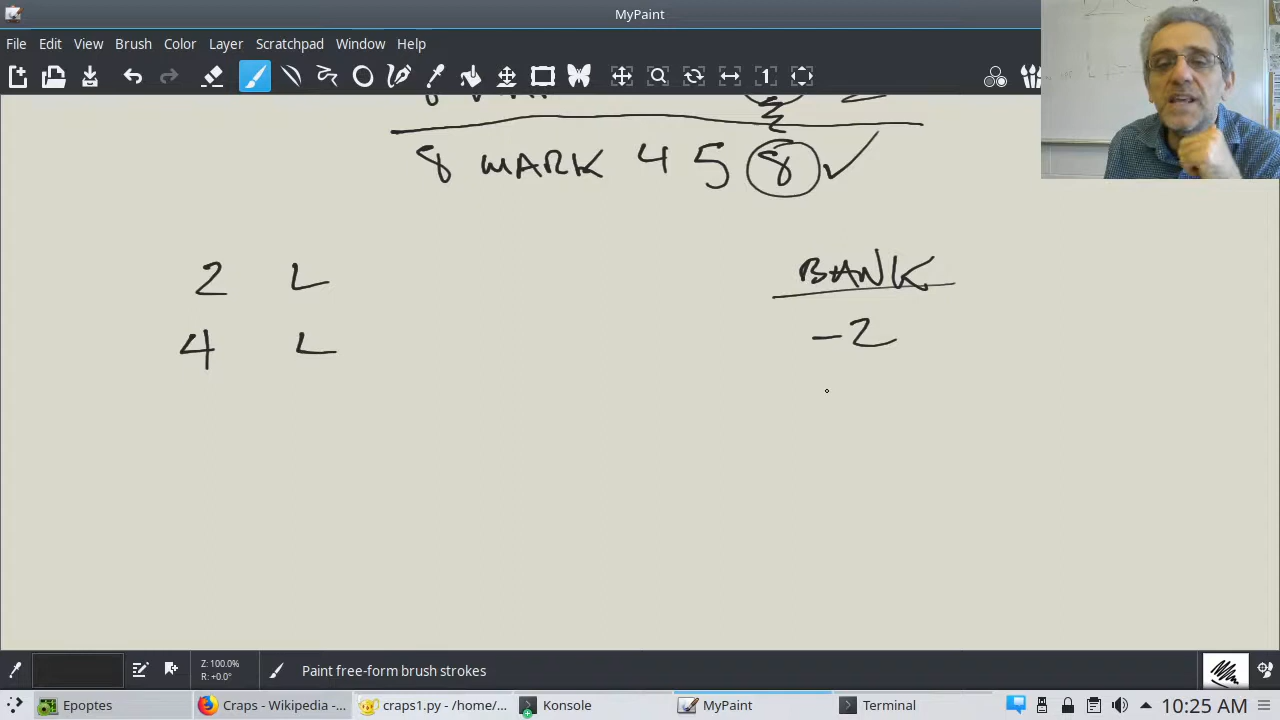 MyPaint
File Edit View Brush Color Layer Scratchpad Window Help
8 MARK 4 5 8
2 L
BANK
4 L
-2
Z: 100.0%
R: +0.0°
Paint free-form brush strokes
Epoptes
Craps - Wikipedia -...
craps1.py - /home/...
Konsole
MyPaint
Terminal
10:25 AM